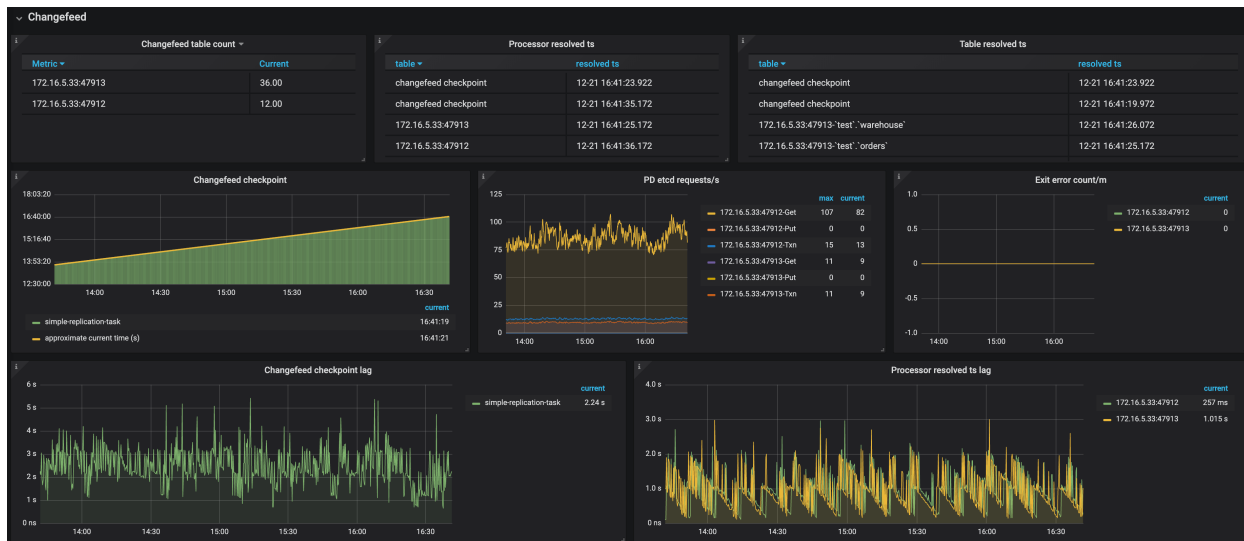 Changefeed
Changefeed table count
Metric Current
172.16.5.33:47913 36.00
172.16.5.33:47912 12.00
Processor resolved ts
table resolved ts
changefeed checkpoint 12-21 16:41:23.922
changefeed checkpoint 12-21 16:41:35.172
172.16.5.33:47913 12-21 16:41:25.172
172.16.5.33:47912 12-21 16:41:36.172
Table resolved ts
table resolved ts
changefeed checkpoint 12-21 16:41:23.922
changefeed checkpoint 12-21 16:41:19.972
172.16.5.33:47913-`test`.`warehouse` 12-21 16:41:26.072
172.16.5.33:47913-`test`.`orders` 12-21 16:41:25.172
Changefeed checkpoint
18:03:20
16:40:00
15:16:40
13:53:20
12:30:00
14:00 14:30 15:00 15:30 16:00 16:30
current
simple-replication-task 16:41:19
approximate current time (s) 16:41:21
PD etcd requests/s
125
100
75
50
25
0
14:00 15:00 16:00
max current
172.16.5.33:47912-Get 107 82
172.16.5.33:47912-Put 0 0
172.16.5.33:47912-Txn 15 13
172.16.5.33:47913-Get 11 9
172.16.5.33:47913-Put 0 0
172.16.5.33:47913-Txn 11 9
Exit error count/m
1.0
0.5
0
-0.5
-1.0
14:00 15:00 16:00
current
172.16.5.33:47912 0
172.16.5.33:47913 0
Changefeed checkpoint lag
6 s
5 s
4 s
3 s
2 s
1 s
0 ns
14:00 14:30 15:00 15:30 16:00 16:30
current
simple-replication-task 2.24 s
Processor resolved ts lag
4.0 s
3.0 s
2.0 s
1.0 s
0 ns
14:00 14:30 15:00 15:30 16:00 16:30
current
172.16.5.33:47912 257 ms
172.16.5.33:47913 1.015 s